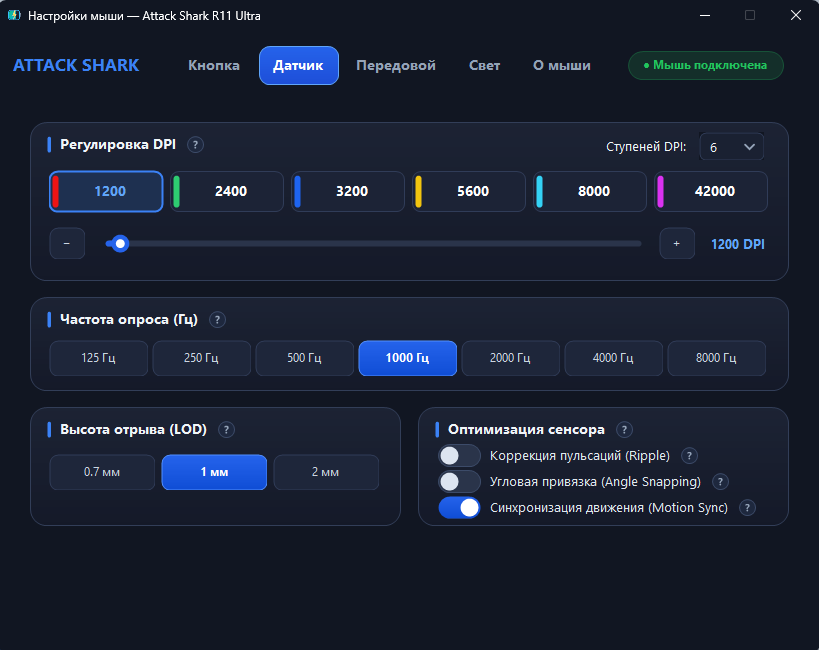 Настройки мыши — Attack Shark R11 Ultra
ATTACK SHARK Кнопка Датчик Передовой Свет О мыши • Мышь подключена
Регулировка DPI ? Ступеней DPI: 6
1200 2400 3200 5600 8000 42000
− + 1200 DPI
Частота опроса (Гц) ?
125 Гц 250 Гц 500 Гц 1000 Гц 2000 Гц 4000 Гц 8000 Гц
Высота отрыва (LOD) ?
0.7 мм 1 мм 2 мм
Оптимизация сенсора ?
Коррекция пульсаций (Ripple) ?
Угловая привязка (Angle Snapping) ?
Синхронизация движения (Motion Sync) ?